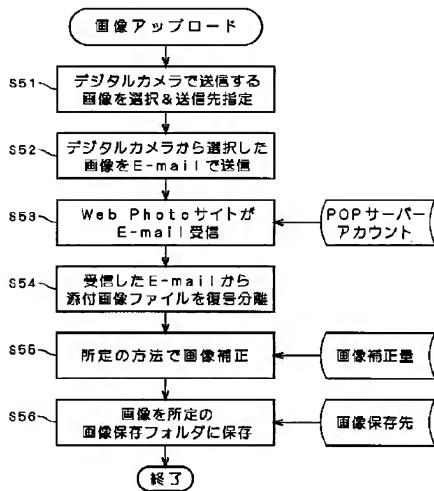 画像アップロード
S51
デジタルカメラで送信する
画像を選択&送信先指定
S52
デジタルカメラから選択した
画像をE-mailで送信
S53
Web Photoサイトが
E-mail受信
POPサーバー
アカウント
S54
受信したE-mailから
添付画像ファイルを復号分離
S55
所定の方法で画像補正
画像補正量
S56
画像を所定の
画像保存フォルダに保存
画像保存先
終了